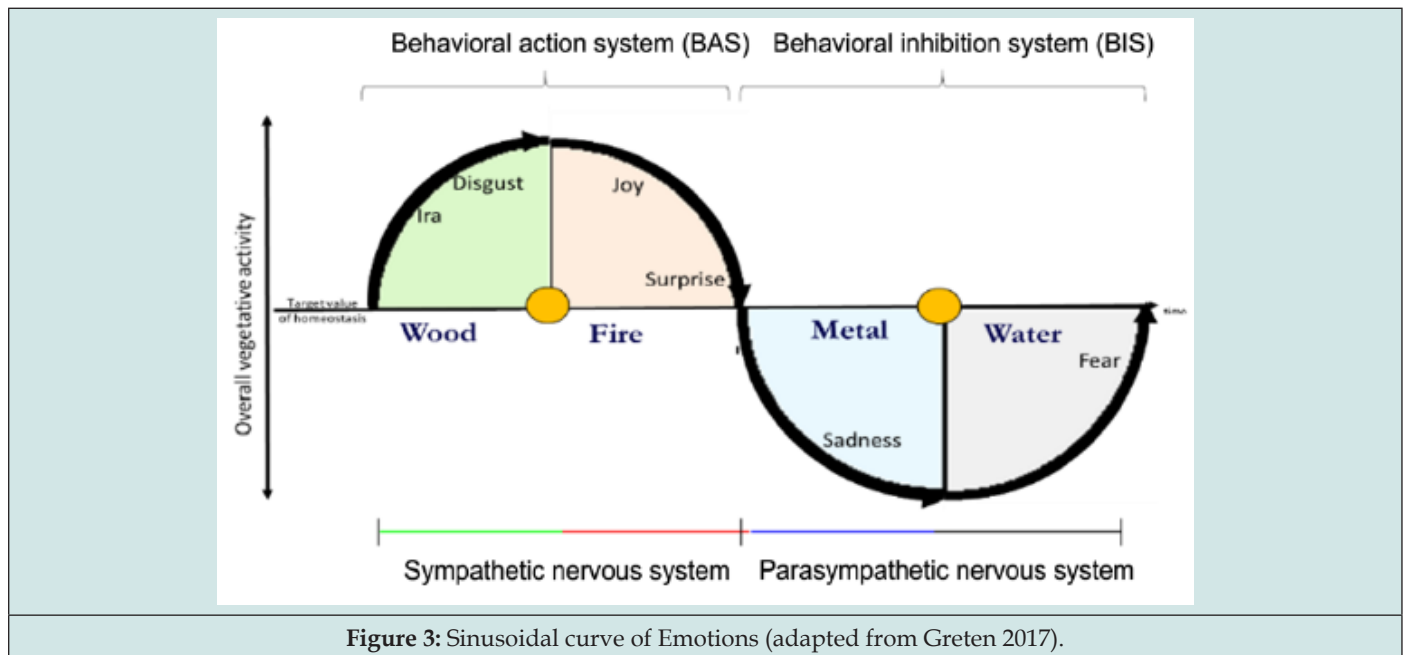 Behavioral action system (BAS) Behavioral inhibition system (BIS)
Overall vegetative activity
Disgust
Ira
Joy
Surprise
Target value
of homeostasis
time
Wood Fire Metal Water
Fear
Sadness
Sympathetic nervous system Parasympathetic nervous system
Figure 3: Sinusoidal curve of Emotions (adapted from Greten 2017).